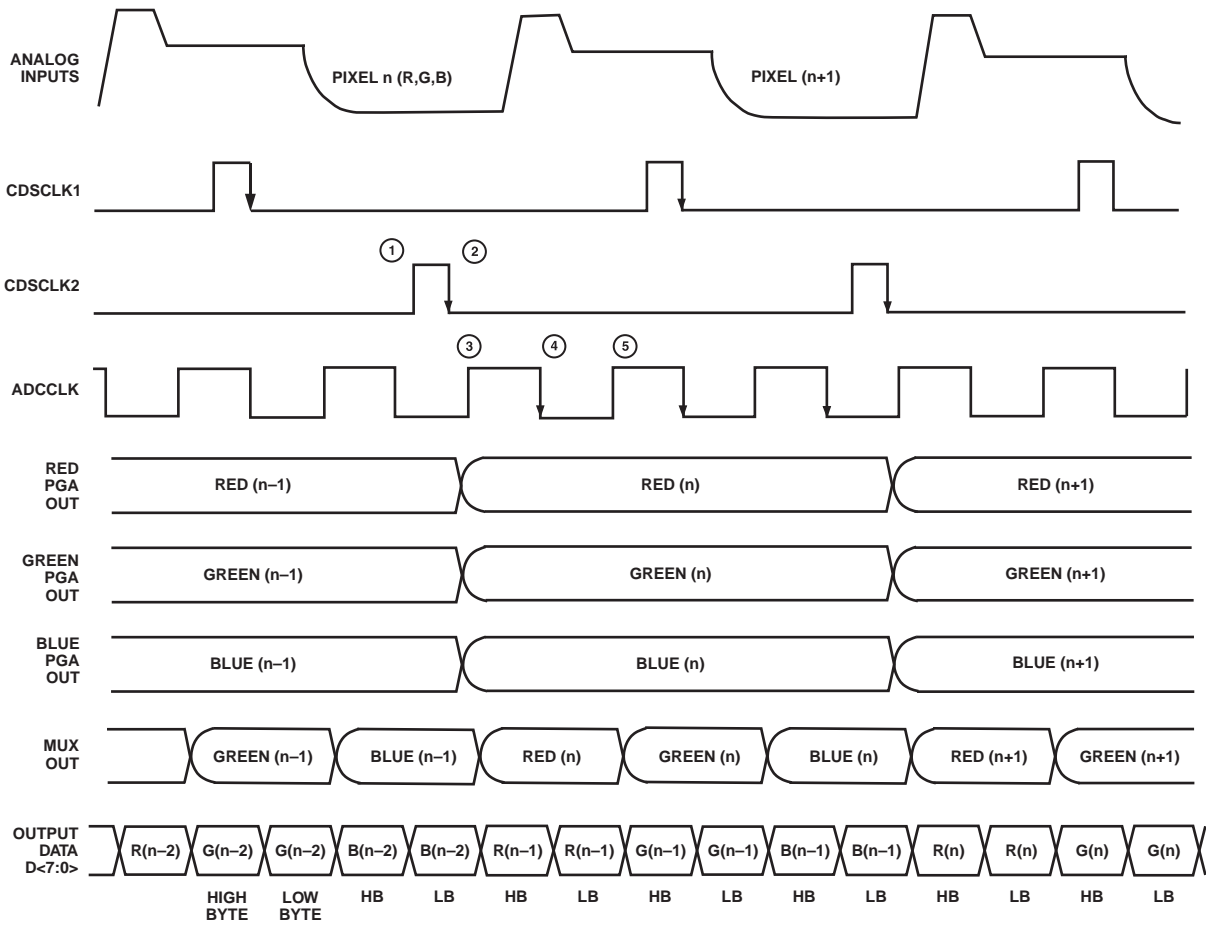 ANALOG
INPUTS
PIXEL n (R,G,B)
PIXEL (n+1)
CDSCLK1
1
2
CDSCLK2
3
4
5
ADCCLK
RED
PGA
OUT
RED (n–1)
RED (n)
RED (n+1)
GREEN
PGA
OUT
GREEN (n–1)
GREEN (n)
GREEN (n+1)
BLUE
PGA
OUT
BLUE (n–1)
BLUE (n)
BLUE (n+1)
MUX
OUT
GREEN (n–1)
BLUE (n–1)
RED (n)
GREEN (n)
BLUE (n)
RED (n+1)
GREEN (n+1)
OUTPUT
DATA
D<7:0>
R(n–2)
G(n–2)
G(n–2)
B(n–2)
B(n–2)
R(n–1)
R(n–1)
G(n–1)
G(n–1)
B(n–1)
B(n–1)
R(n)
R(n)
G(n)
G(n)
HIGH
BYTE
LOW
BYTE
HB
LB
HB
LB
HB
LB
HB
LB
HB
LB
HB
LB